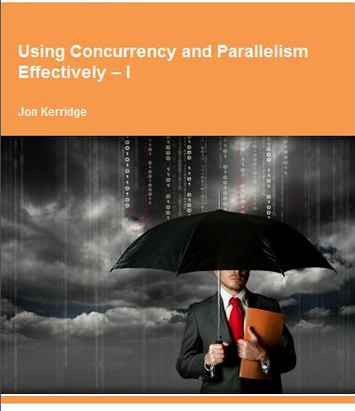 Using Concurrency and Parallelism
Effectively – I
Jon Kerridge